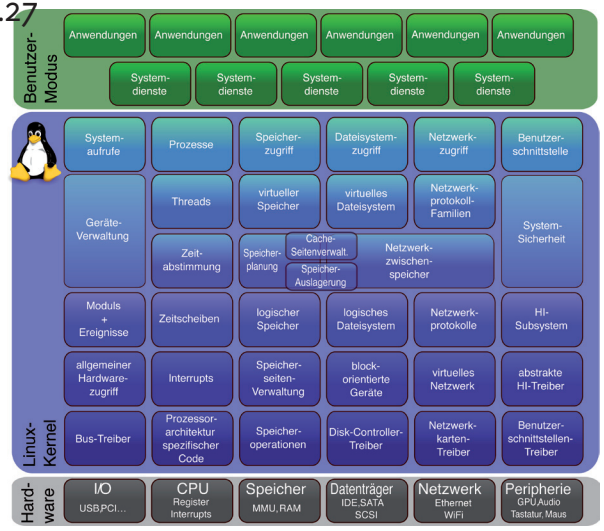 .27
Benutzer-
Modus
Anwendungen Anwendungen Anwendungen Anwendungen Anwendungen Anwendungen
System-
dienste
System-
dienste
System-
dienste
System-
dienste
System-
dienste
Linux-
Kernel
System-
aufrufe
Prozesse
Speicher-
zugriff
Dateisystem-
zugriff
Netzwerk-
zugriff
Benutzer-
schnittstelle
Geräte-
Verwaltung
Threads
virtueller
Speicher
virtuelles
Dateisystem
Netzwerk-
protokoll-
Familien
System-
Sicherheit
Zeit-
abstimmung
Speicher-
planung
Cache-
Seitenverwalt.
Speicher-
Auslagerung
Netzwerk-
zwischen-
speicher
Moduls
+
Ereignisse
Zeitscheiben
logischer
Speicher
logisches
Dateisystem
Netzwerk-
protokolle
HI-
Subsystem
allgemeiner
Hardware-
zugriff
Interrupts
Speicher-
seiten-
Verwaltung
block-
orientierte
Geräte
virtuelles
Netzwerk
abstrakte
HI-Treiber
Bus-Treiber
Prozessor-
architektur
spezifischer
Code
Speicher-
operationen
Disk-Controller-
Treiber
Netzwerk-
karten-
Treiber
Benutzer-
schnittstellen-
Treiber
Hard-
ware
I/O
USB,PCI...
CPU
Register
Interrupts
Speicher
MMU,RAM
Datenträger
IDE,SATA
SCSI
Netzwerk
Ethernet
WiFi
Peripherie
GPU,Audio
Tastatur, Maus